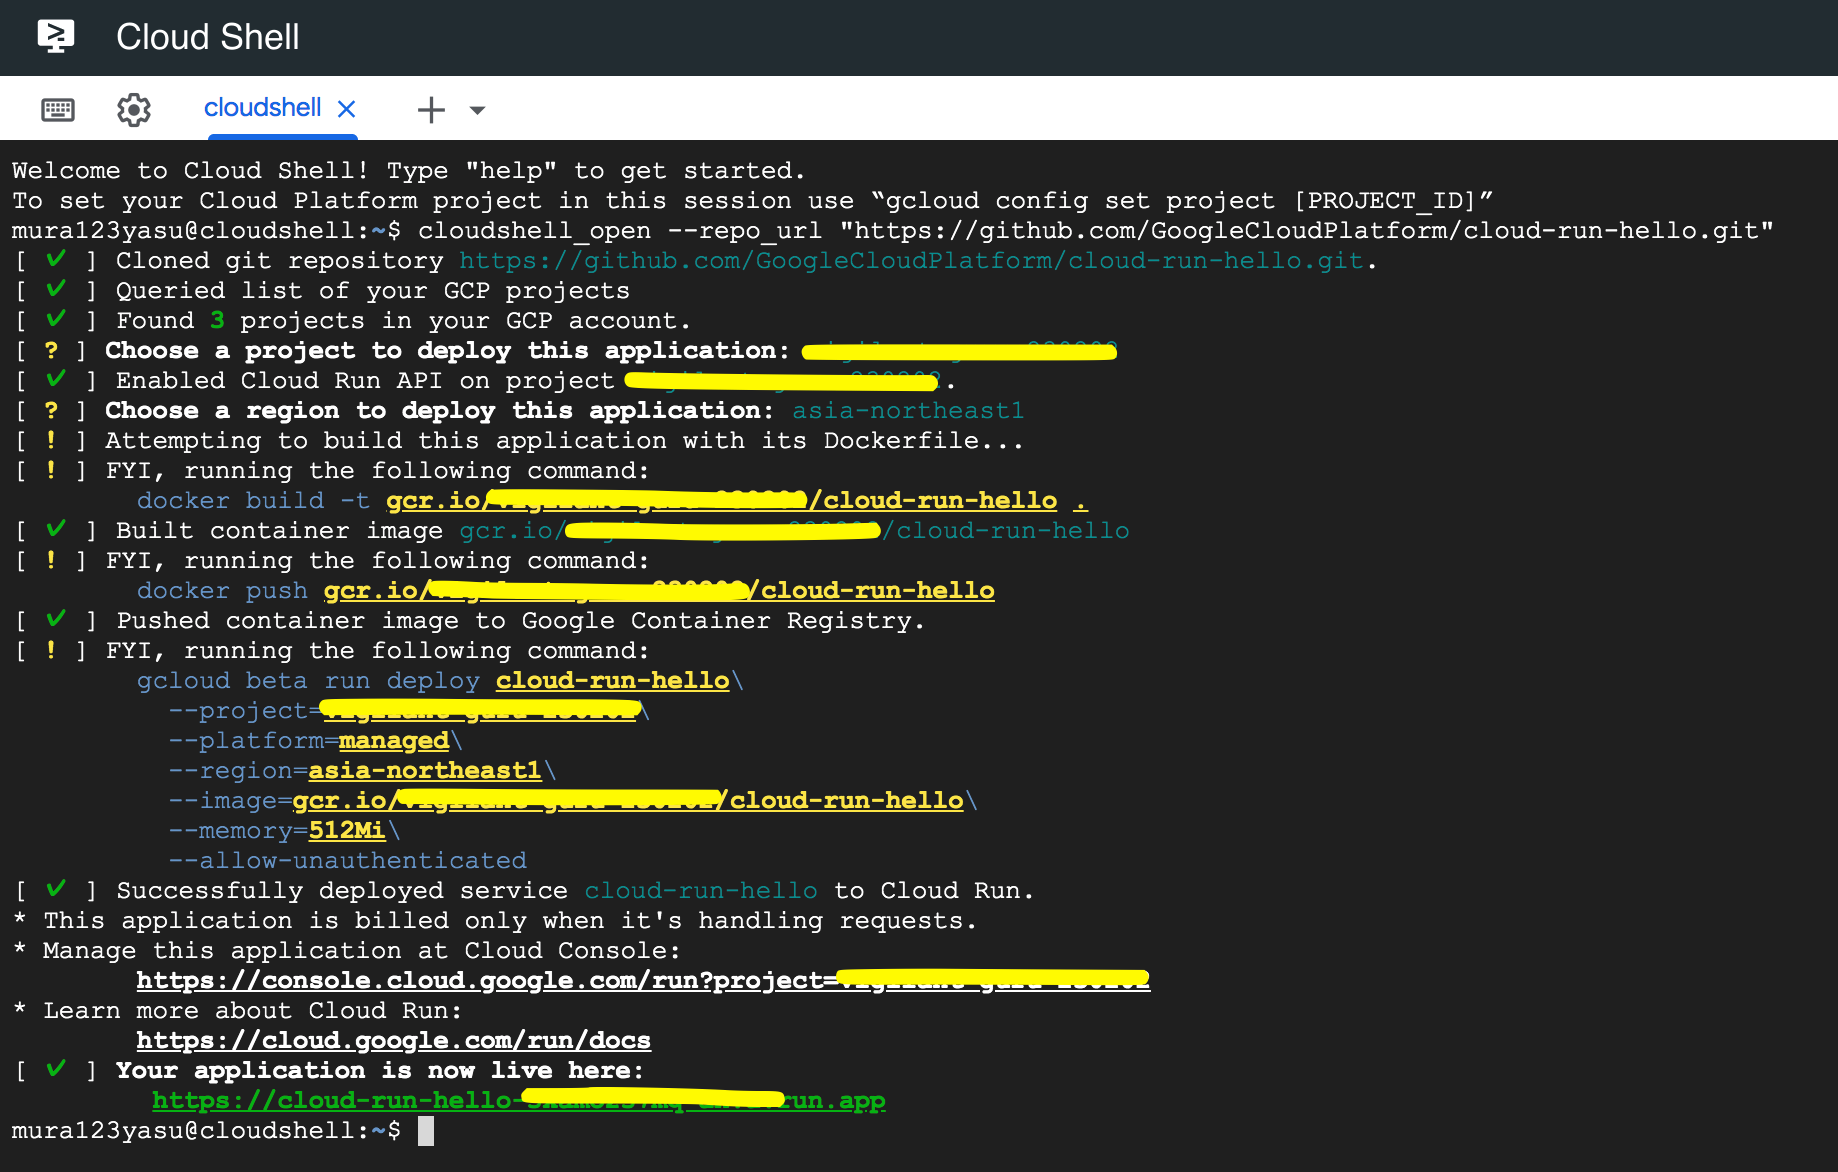 Cloud Shell
cloudshell
Welcome to Cloud Shell! Type "help" to get started.
To set your Cloud Platform project in this session use “gcloud config set project [PROJECT_ID]”
mura123yasu@cloudshell:~$ cloudshell_open --repo_url "https://github.com/GoogleCloudPlatform/cloud-run-hello.git"
[ ✓ ] Cloned git repository https://github.com/GoogleCloudPlatform/cloud-run-hello.git.
[ ✓ ] Queried list of your GCP projects
[ ✓ ] Found 3 projects in your GCP account.
[ ? ] Choose a project to deploy this application:
[ ✓ ] Enabled Cloud Run API on project .
[ ? ] Choose a region to deploy this application: asia-northeast1
[ ! ] Attempting to build this application with its Dockerfile...
[ ! ] FYI, running the following command:
docker build -t gcr.io/ /cloud-run-hello .
[ ✓ ] Built container image gcr.io/ /cloud-run-hello
[ ! ] FYI, running the following command:
docker push gcr.io/ /cloud-run-hello
[ ✓ ] Pushed container image to Google Container Registry.
[ ! ] FYI, running the following command:
gcloud beta run deploy cloud-run-hello\
--project= \
--platform=managed\
--region=asia-northeast1\
--image=gcr.io/ /cloud-run-hello\
--memory=512Mi\
--allow-unauthenticated
[ ✓ ] Successfully deployed service cloud-run-hello to Cloud Run.
* This application is billed only when it's handling requests.
* Manage this application at Cloud Console:
https://console.cloud.google.com/run?project=
* Learn more about Cloud Run:
https://cloud.google.com/run/docs
[ ✓ ] Your application is now live here:
https://cloud-run-hello- run.app
mura123yasu@cloudshell:~$